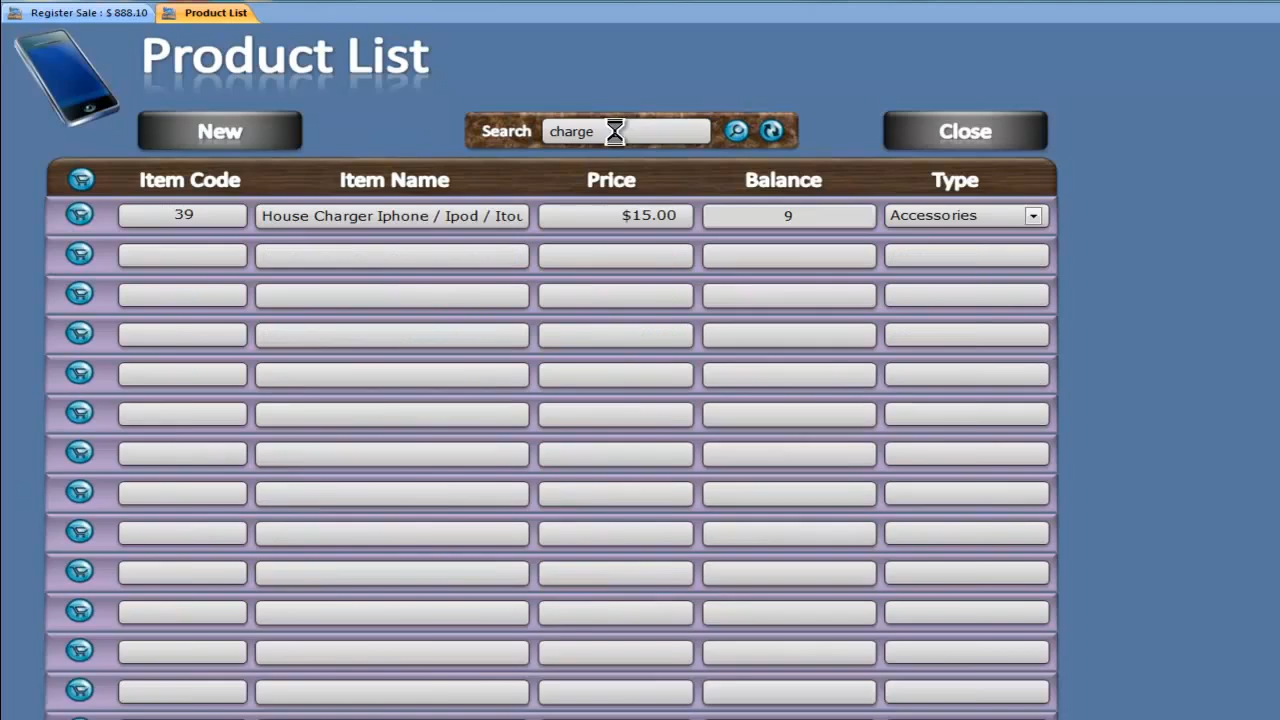 Register Sale : $ 888.10
Product List
Product List
New
Search
charge
Close
Item Code
Item Name
Price
Balance
Type
39
House Charger Iphone / Ipod /
$15.00
9
Accessories